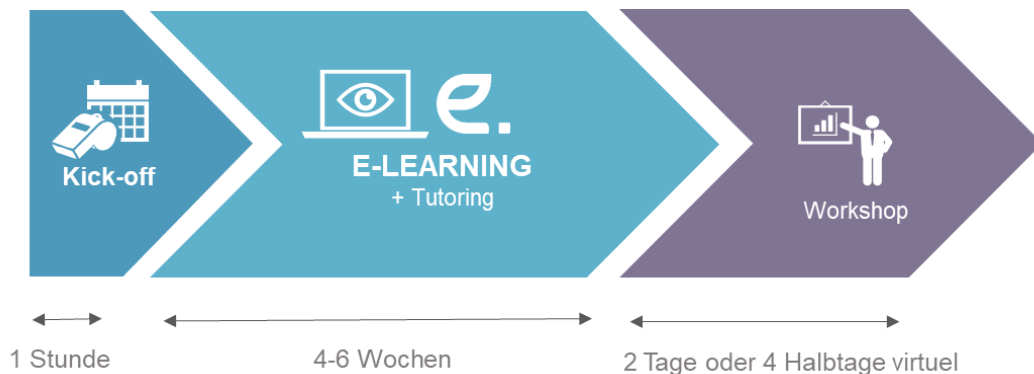 Kick-off
e.
E-LEARNING
+ Tutoring
Workshop
1 Stunde
4-6 Wochen
2 Tage oder 4 Halbtage virtuel